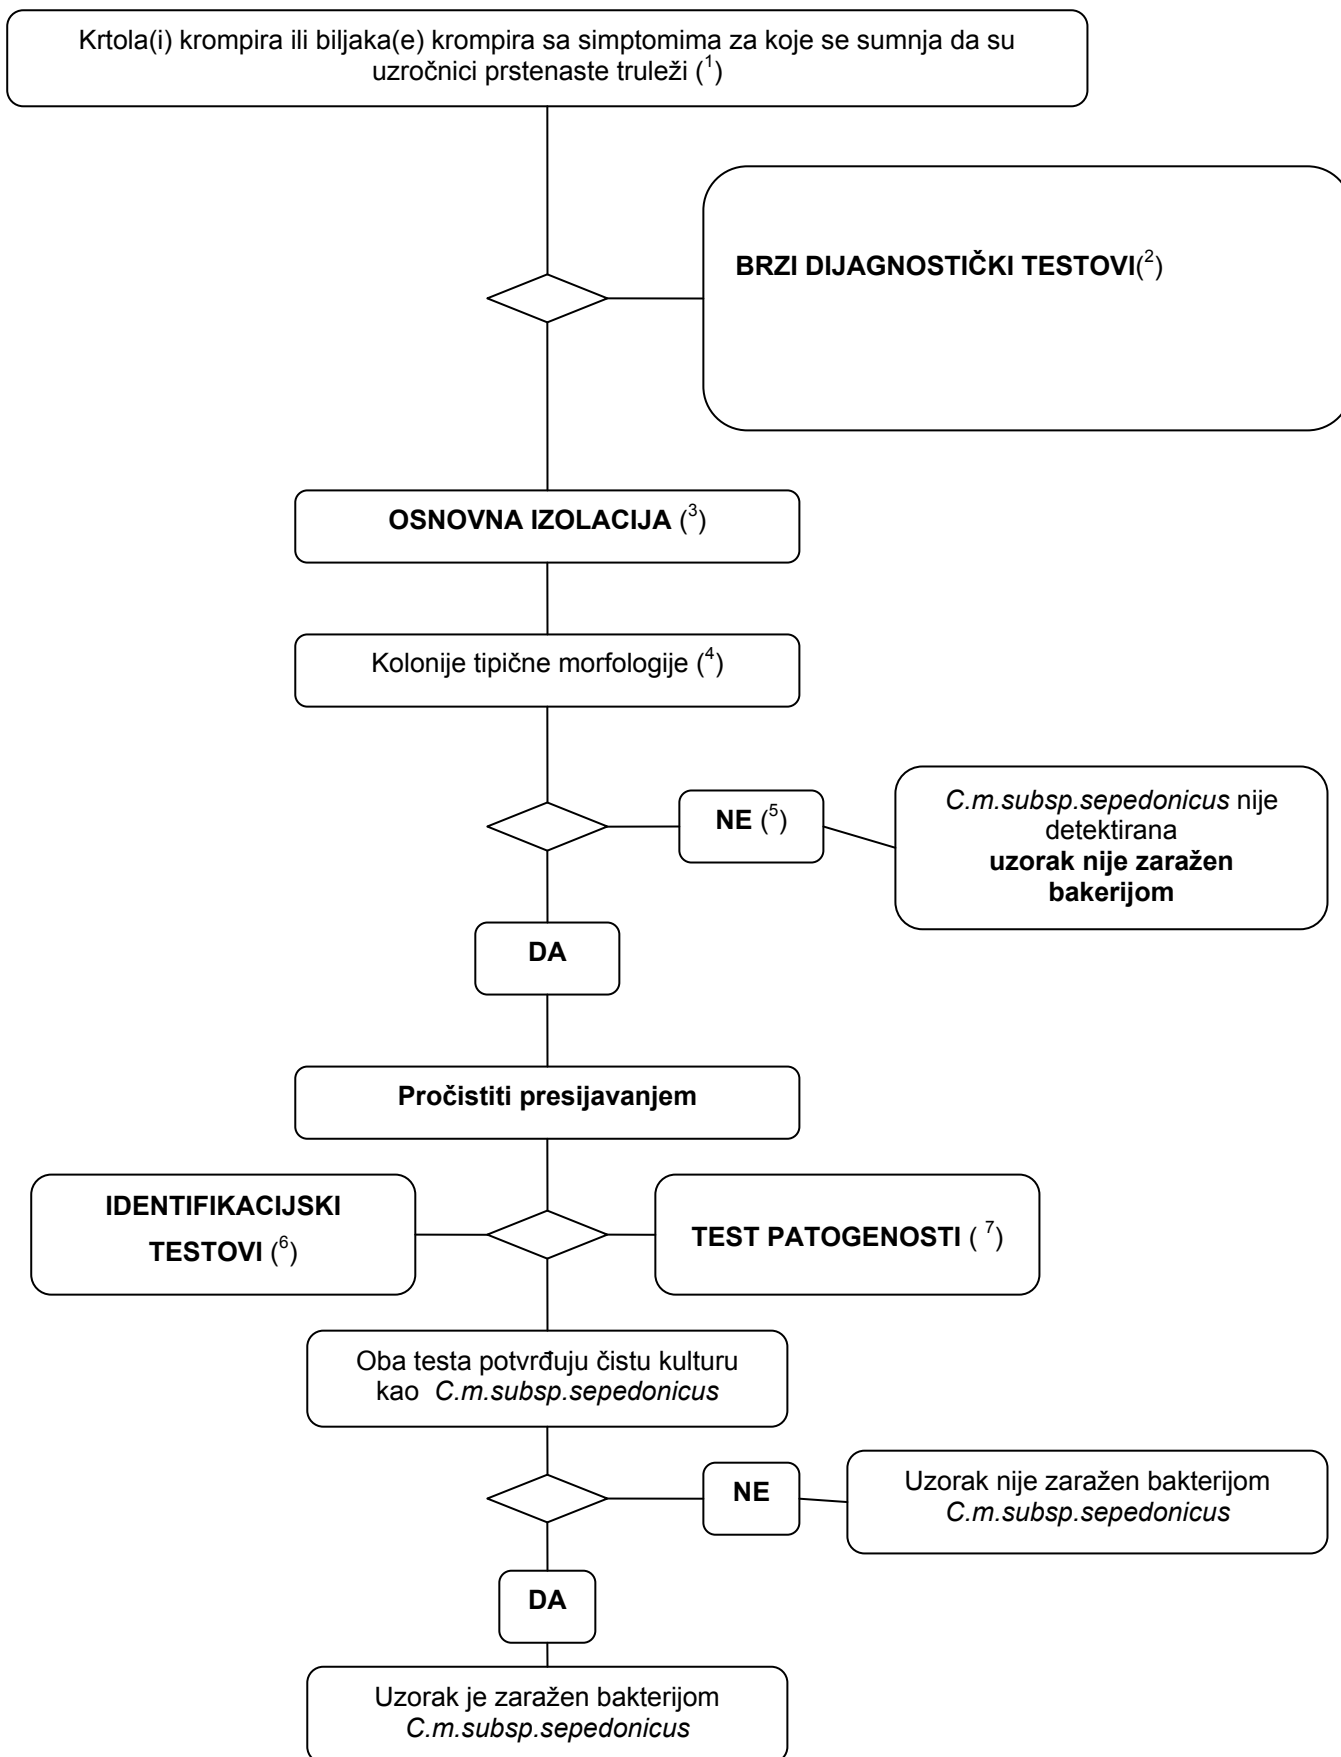 Krtola(i) krompira ili biljaka(e) krompira sa simptomima za koje se sumnja da su
uzročnici prstenaste truleži (¹)
BRZI DIJAGNOSTIČKI TESTOVI(²)
OSNOVNA IZOLACIJA (³)
Kolonije tipične morfologije (⁴)
NE (⁵)
C.m.subsp.sepedonicus nije
detektirana
uzorak nije zaražen
bakerijom
DA
Pročistiti presijavanjem
IDENTIFIKACIJSKI
TESTOVI (⁶)
TEST PATOGENOSTI ( ⁷)
Oba testa potvrđuju čistu kulturu
kao C.m.subsp.sepedonicus
NE
Uzorak nije zaražen bakterijom
C.m.subsp.sepedonicus
DA
Uzorak je zaražen bakterijom
C.m.subsp.sepedonicus